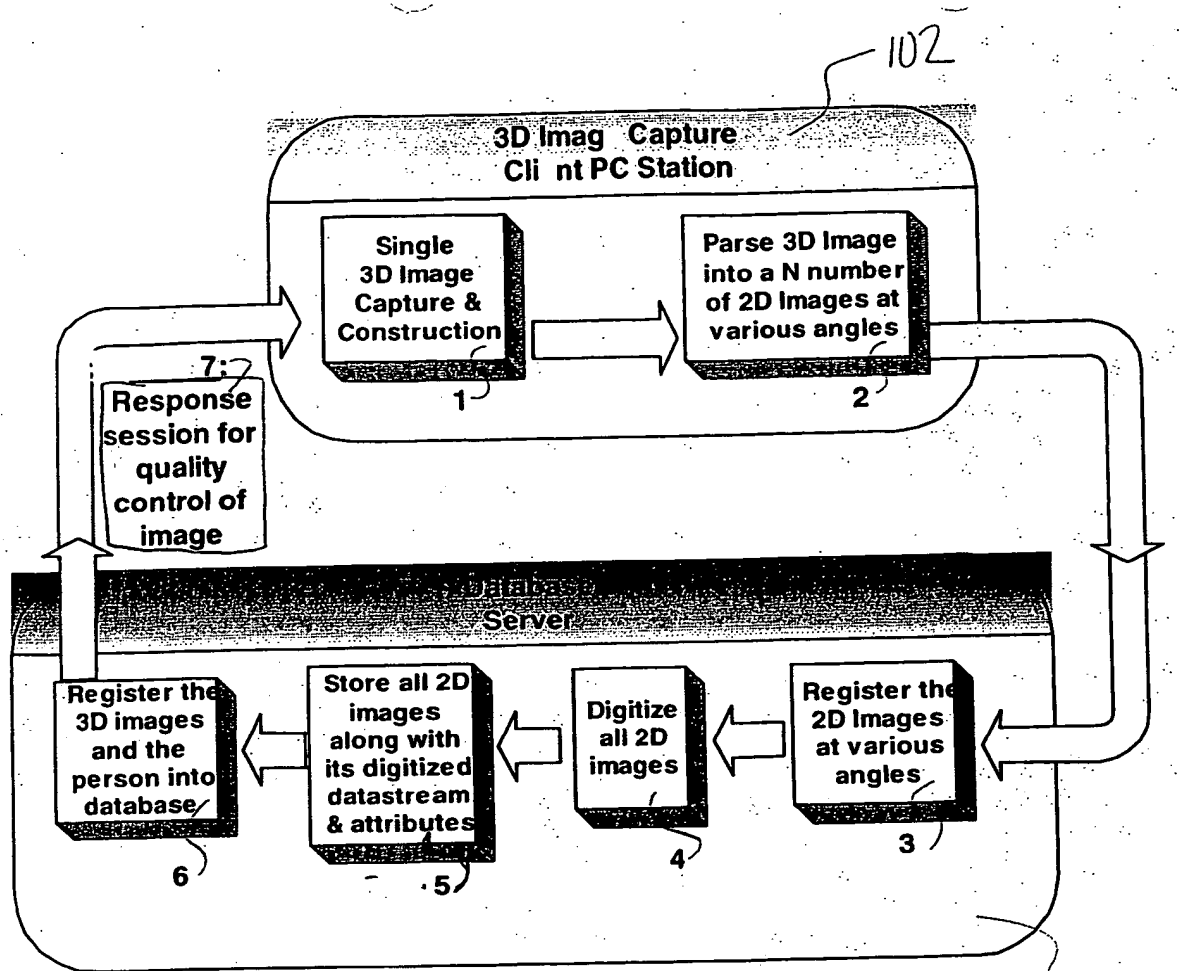 102
3D Imag Capture
Cli nt PC Station
Single
3D Image
Capture &
Construction
1
Parse 3D Image
into a N number
of 2D Images at
various angles
2
7:
Response
session for
quality
control of
image
Database
Server
Register the
3D images
and the
person into
database
6
Store all 2D
images
along with
its digitized
datastream
& attributes
5
Digitize
all 2D
images
4
Register the
2D Images
at various
angles
3